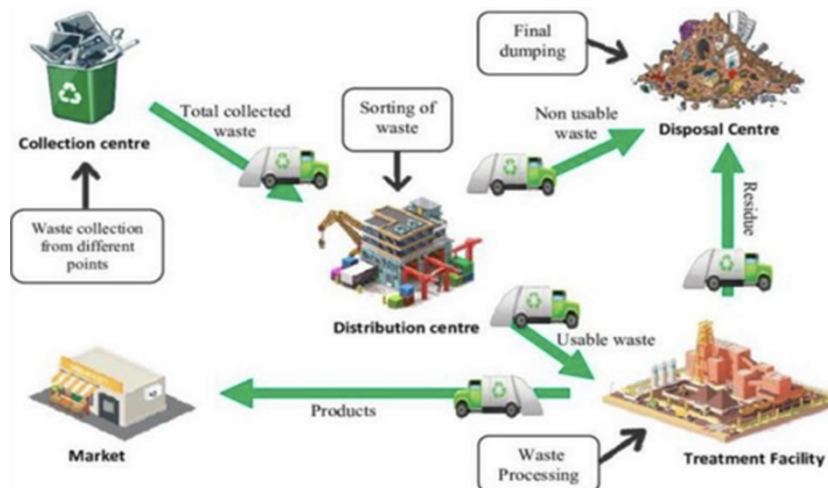 Final
dumping
Total collected
waste
Sorting of
waste
Non usable
waste
Collection centre
Disposal Centre
Waste collection
from different
points
Residue
Distribution centre
Usable waste
Products
Market
Waste
Processing
Treatment Facility